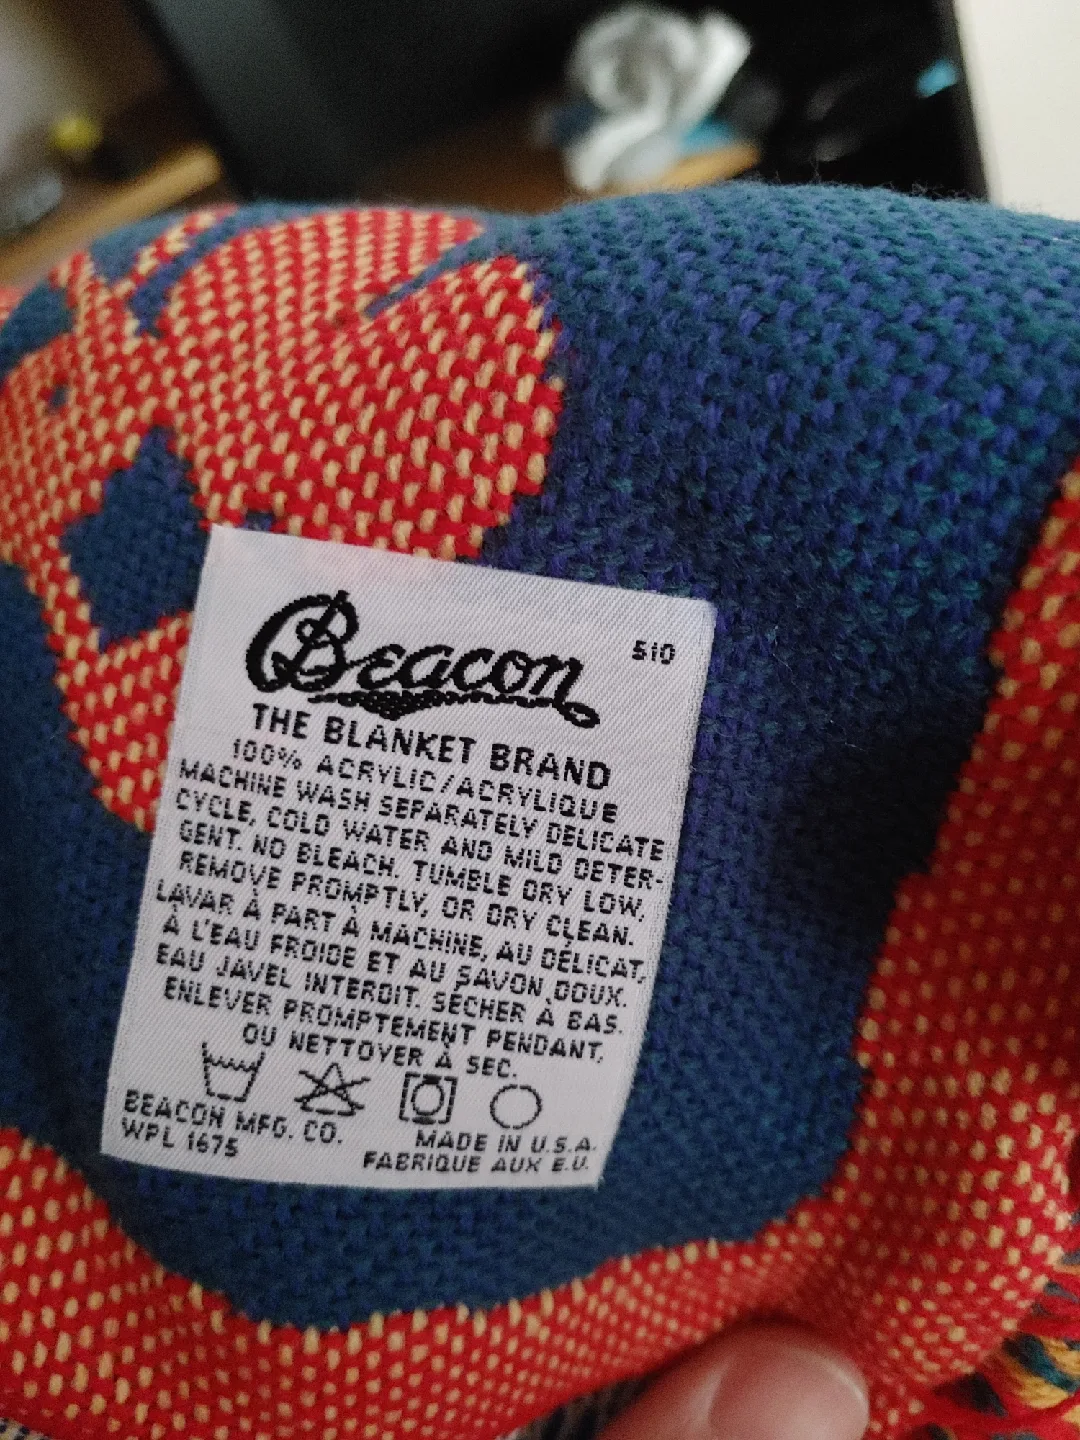 Beacon
510
THE BLANKET BRAND
100% ACRYLIC/ACRYLIQUE
MACHINE WASH SEPARATELY DELICATE
CYCLE, COLD WATER AND MILD DETER-
GENT. NO BLEACH. TUMBLE DRY LOW,
REMOVE PROMPTLY, OR DRY CLEAN.
LAVAR À PART À MACHINE, AU DÉLICAT,
À L'EAU FROIDE ET AU SAVON DOUX.
EAU JAVEL INTERDIT. SÉCHER À BAS.
ENLEVER PROMPTEMENT PENDANT,
OU NETTOYER À SEC.
BEACON MFG. CO.
WPL 1675
MADE IN U.S.A.
FABRIQUE AUX E.U.